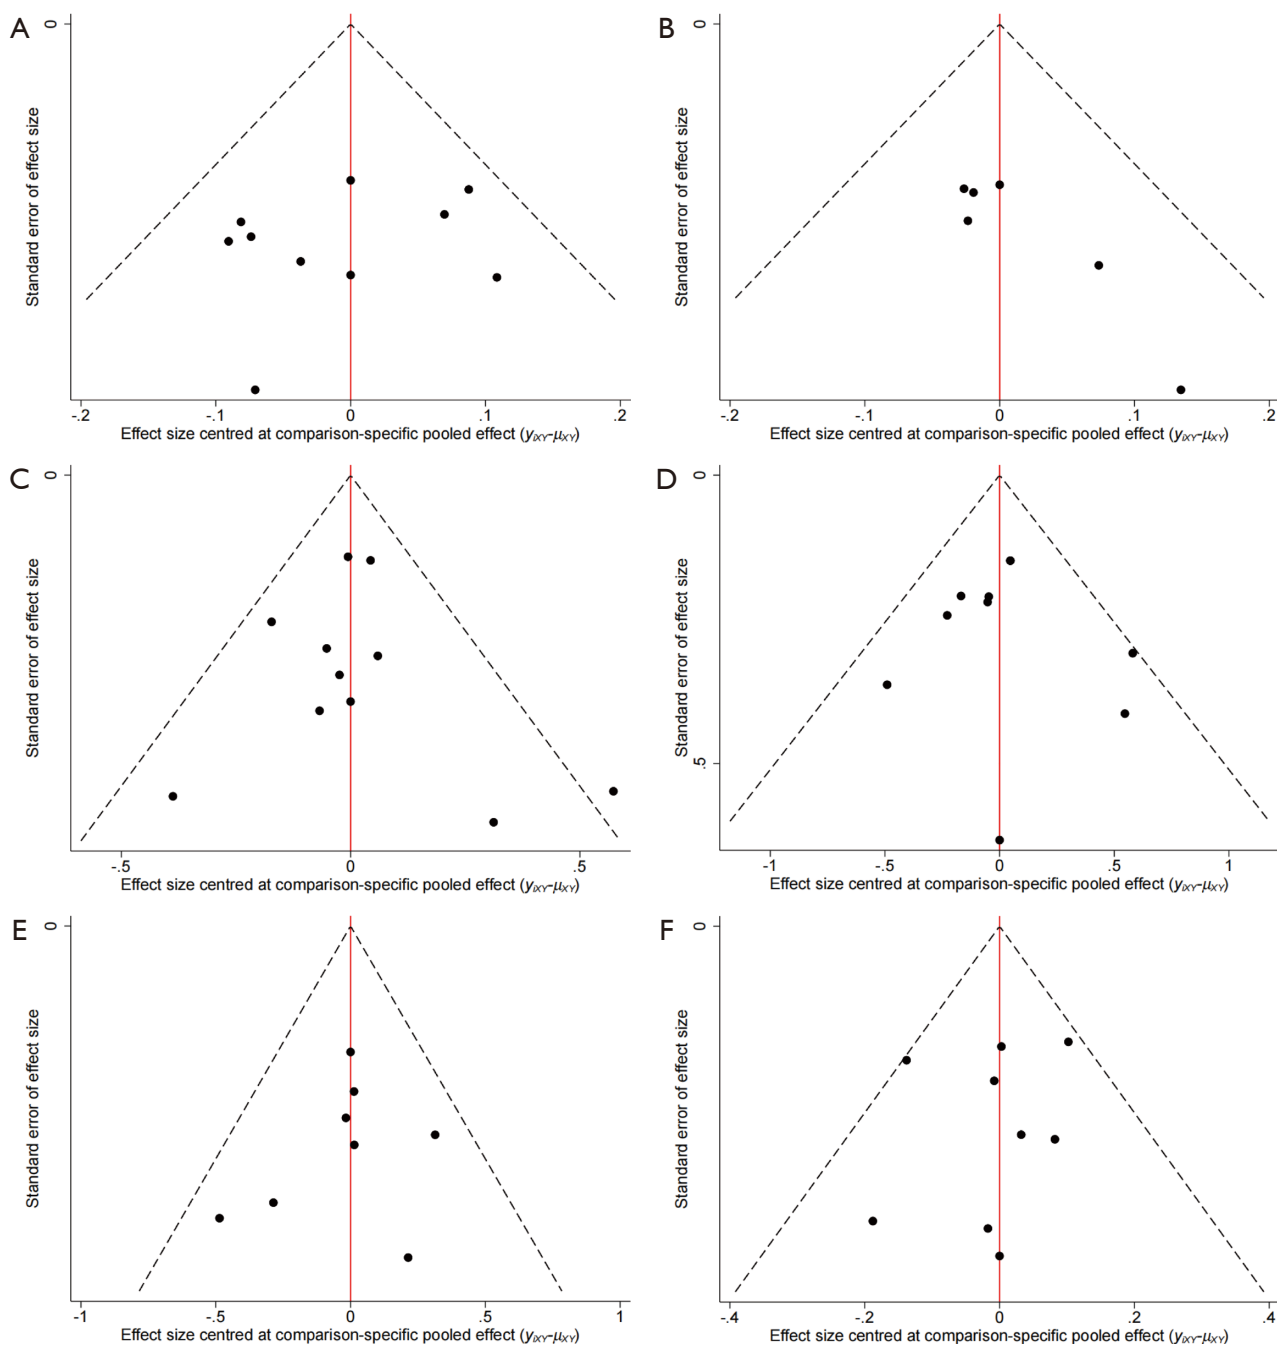 A
0
Standard error of effect size
-.2 -.1 0 .1 .2
Effect size centred at comparison-specific pooled effect (yiXY-μXY)
B
0
Standard error of effect size
-.2 -.1 0 .1 .2
Effect size centred at comparison-specific pooled effect (yiXY-μXY)
C
0
Standard error of effect size
-.5 0 .5
Effect size centred at comparison-specific pooled effect (yiXY-μXY)
D
0
.5
Standard error of effect size
-1 -.5 0 .5 1
Effect size centred at comparison-specific pooled effect (yiXY-μXY)
E
0
Standard error of effect size
-1 -.5 0 .5 1
Effect size centred at comparison-specific pooled effect (yiXY-μXY)
F
0
Standard error of effect size
-.4 -.2 0 .2 .4
Effect size centred at comparison-specific pooled effect (yiXY-μXY)